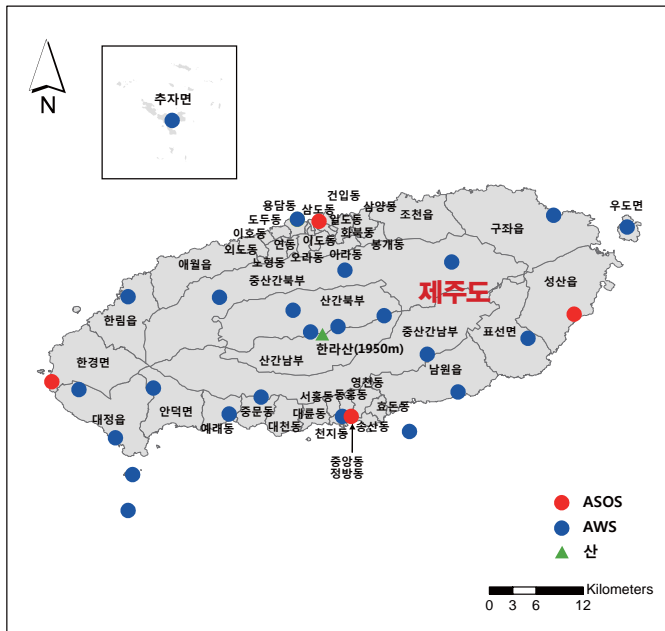 N
추자면
건입동
용담동
삼도동
삼양동
도두동
일도동
조천읍
우도면
이호동
화북동
구좌읍
외도동
연동
이도동
봉개동
노형동
오라동
아라동
애월읍
중산간북부
성산읍
제주도
산간북부
한림읍
표선면
중산간남부
한라산(1950m)
한경면
산간남부
남원읍
영천동
서홍동
동홍동
효돈동
대정읍
안덕면
중문동
대륜동
예래동
대천동
천지동
송산동
중앙동
정방동
ASOS
AWS
산
Kilometers
0 3 6 12